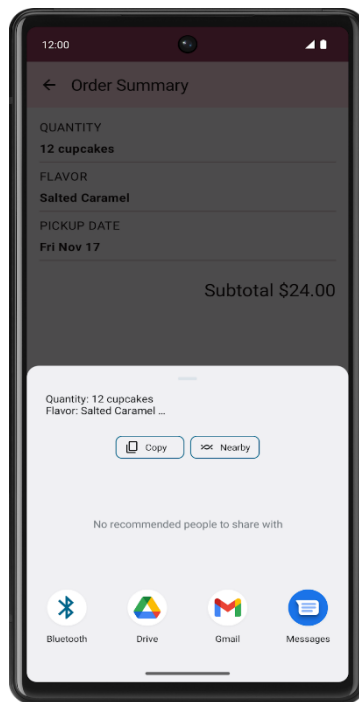 12:00
Order Summary
QUANTITY
12 cupcakes
FLAVOR
Salted Caramel
PICKUP DATE
Fri Nov 17
Subtotal $24.00
Quantity: 12 cupcakes
Flavor: Salted Caramel ...
Copy Nearby
No recommended people to share with
Bluetooth Drive Gmail Messages